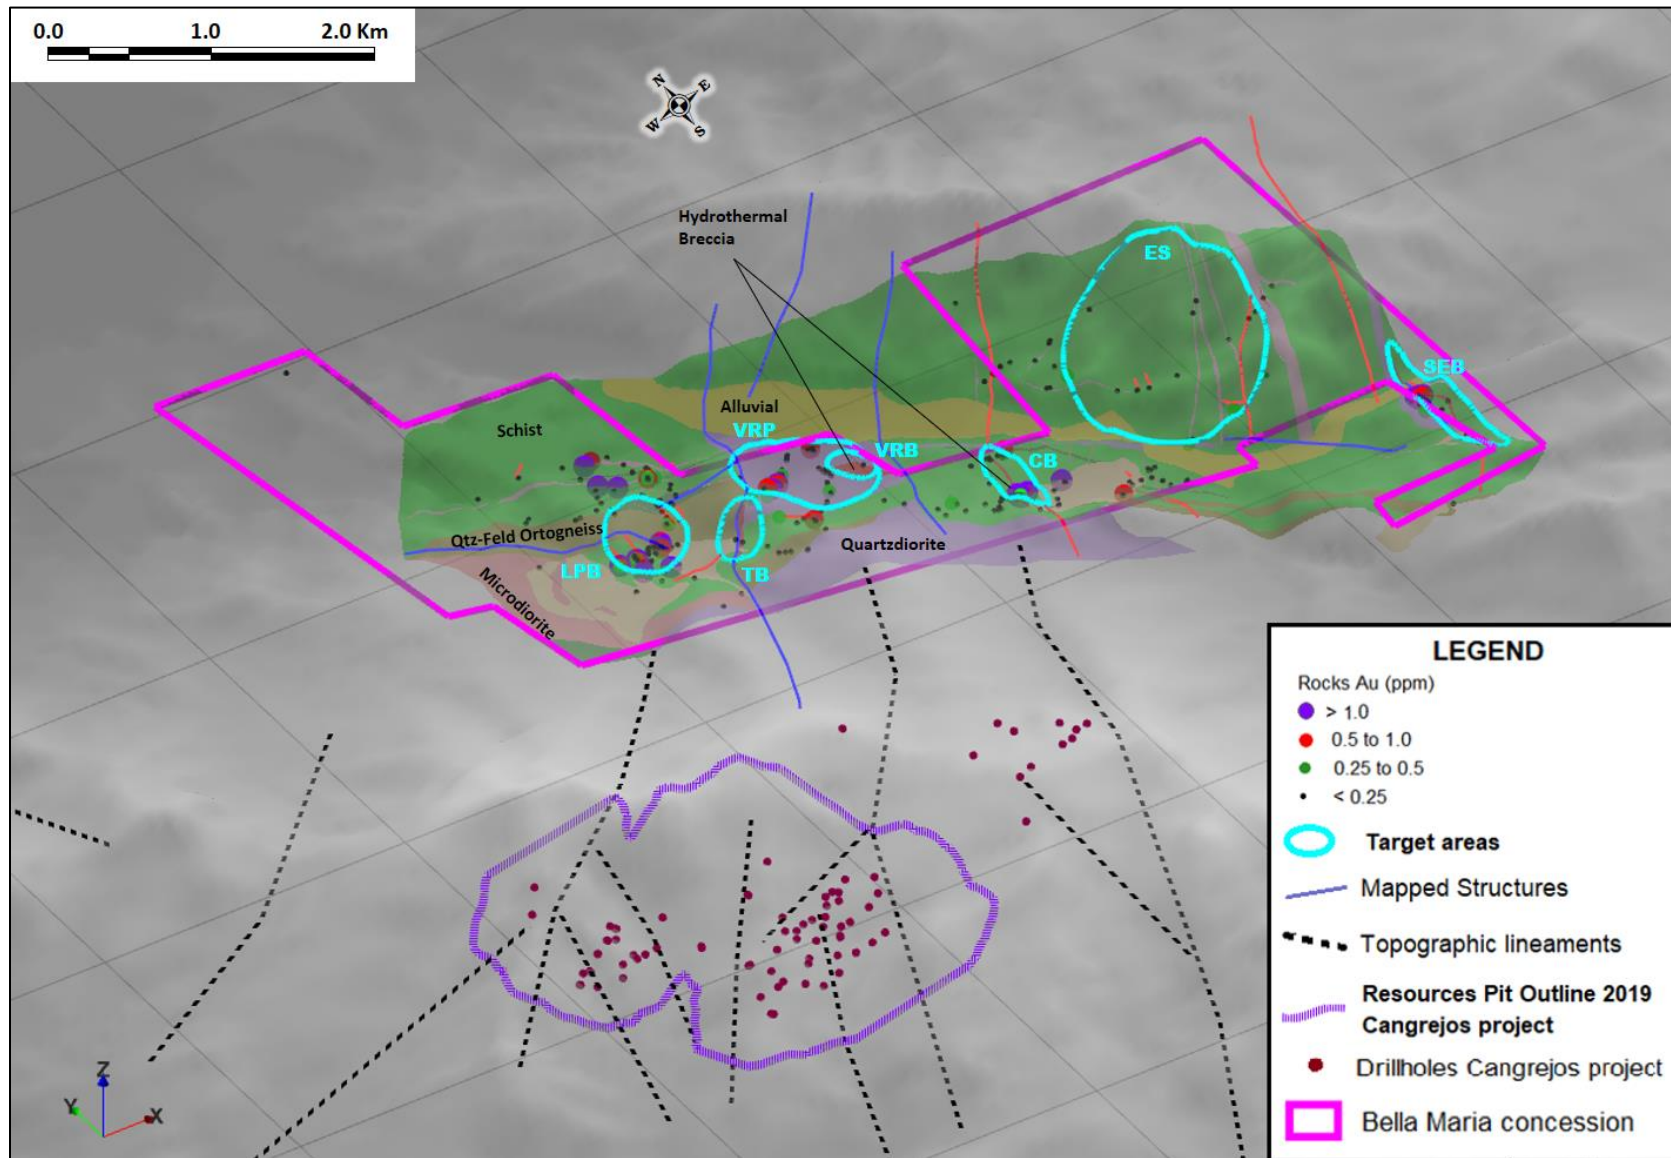 0.0 1.0 2.0 Km
N
E
W
S
Hydrothermal
Breccia
ES
SEB
Alluvial
VRP
VRB
CB
Schist
Qtz-Feld Ortogneiss
Quartzdiorite
LPB
TB
Microdiorite
LEGEND
Rocks Au (ppm)
> 1.0
0.5 to 1.0
0.25 to 0.5
< 0.25
Target areas
Mapped Structures
Topographic lineaments
Resources Pit Outline 2019
Cangrejos project
Drillholes Cangrejos project
Bella Maria concession
Z
Y
X